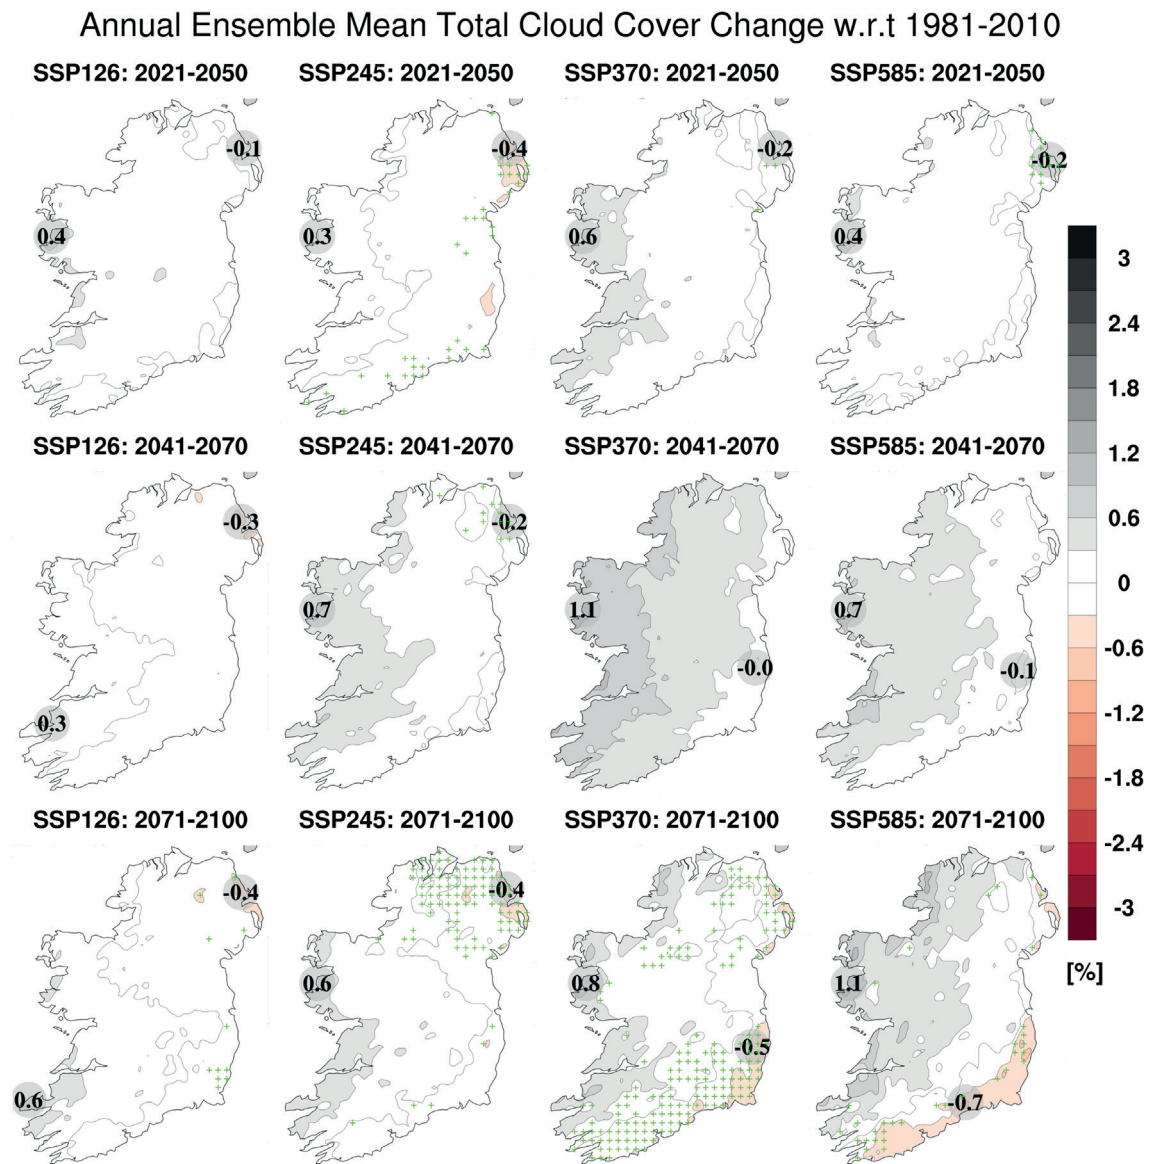 Annual Ensemble Mean Total Cloud Cover Change w.r.t 1981-2010
SSP126: 2021-2050 SSP245: 2021-2050 SSP370: 2021-2050 SSP585: 2021-2050
-0.1 -0.4 -0.2 -0.2
0.4 0.3 0.6 0.4
SSP126: 2041-2070 SSP245: 2041-2070 SSP370: 2041-2070 SSP585: 2041-2070
-0.3 -0.2
0.7 1.1 0.7
-0.0 -0.1
0.3
SSP126: 2071-2100 SSP245: 2071-2100 SSP370: 2071-2100 SSP585: 2071-2100
-0.4 -0.4
0.6 0.8 1.1
-0.5
0.6 -0.7
3
2.4
1.8
1.2
0.6
0
-0.6
-1.2
-1.8
-2.4
-3
[%]